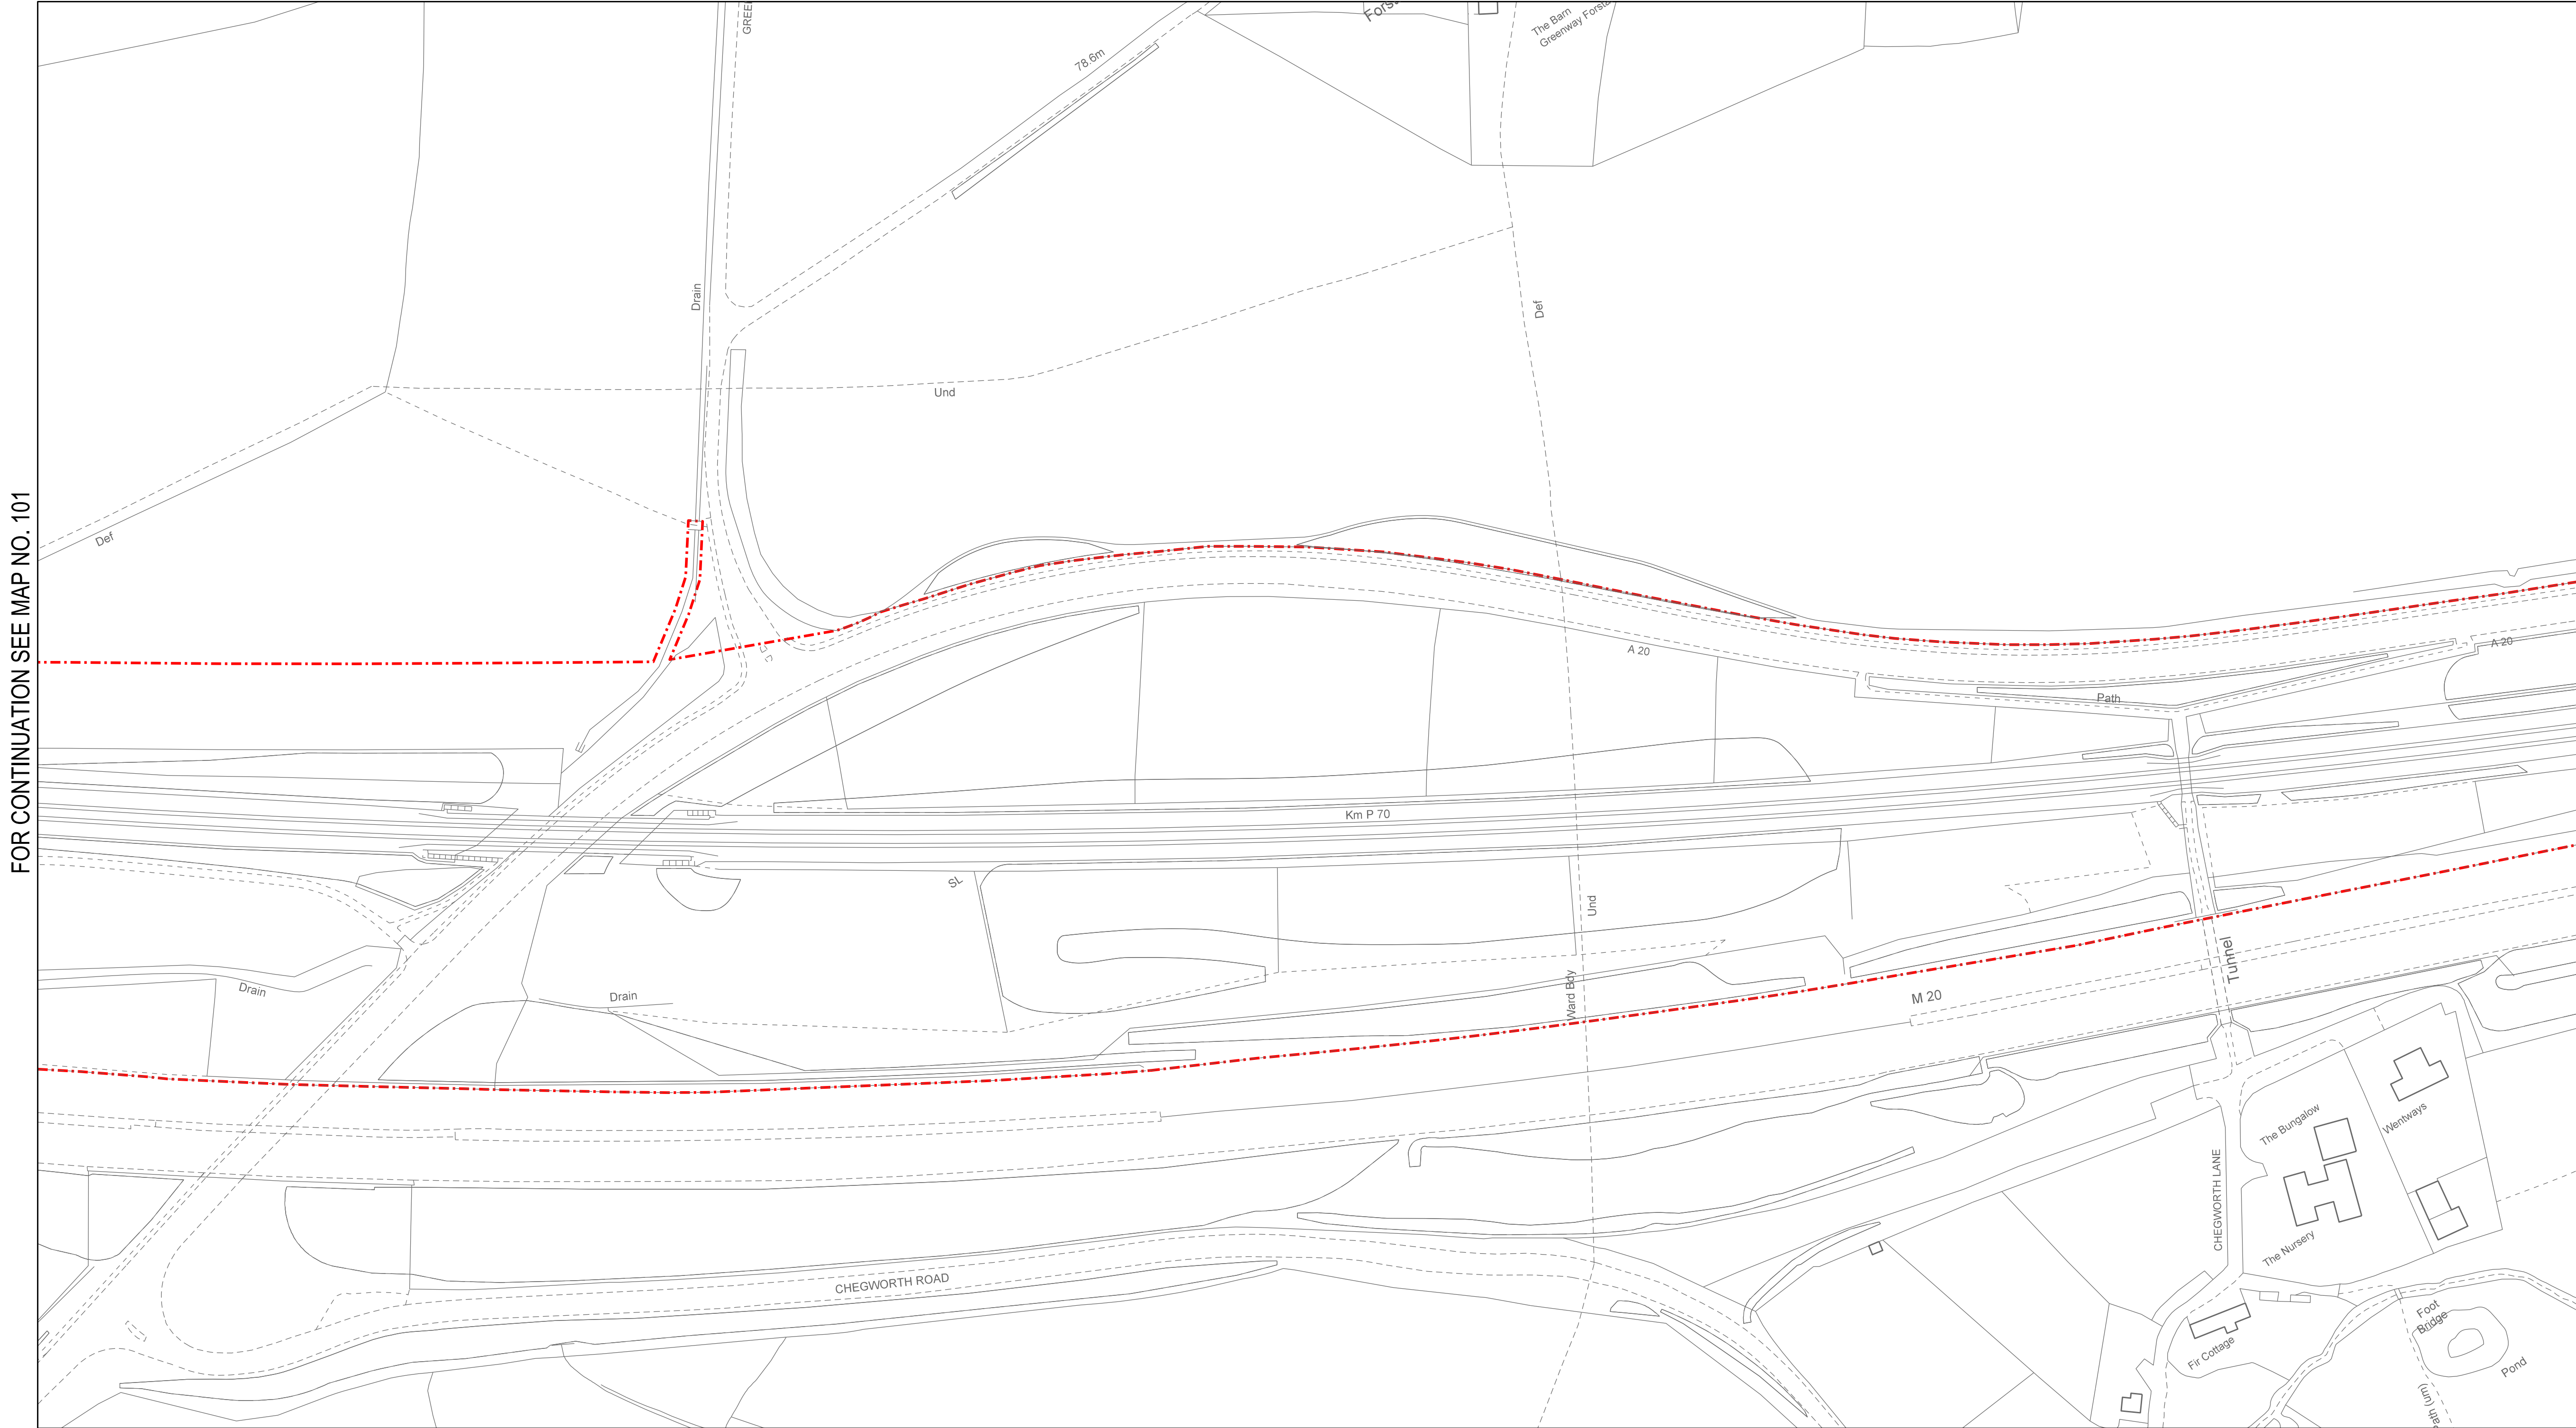 FOR CONTINUATION SEE MAP NO. 101
78.6m
The Barn
Drain
Def
Und
Def
A 20
A 20
Path
Km P 70
SL
Und
Drain
Drain
Ward Bdy
M 20
Tunnel
CHEGWORTH ROAD
CHEGWORTH LANE
The Bungalow
Wentways
The Nursery
Fir Cottage
Foot
Bridge
Pond